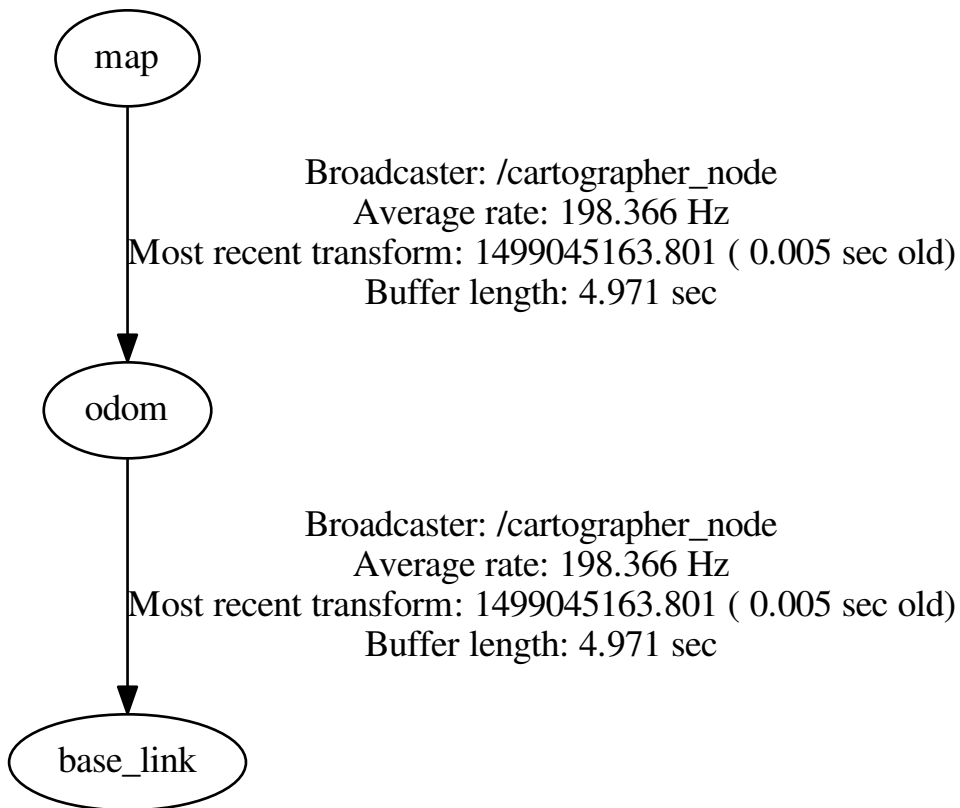 map
Broadcaster: /cartographer_node
Average rate: 198.366 Hz
Most recent transform: 1499045163.801 ( 0.005 sec old)
Buffer length: 4.971 sec
odom
Broadcaster: /cartographer_node
Average rate: 198.366 Hz
Most recent transform: 1499045163.801 ( 0.005 sec old)
Buffer length: 4.971 sec
base_link